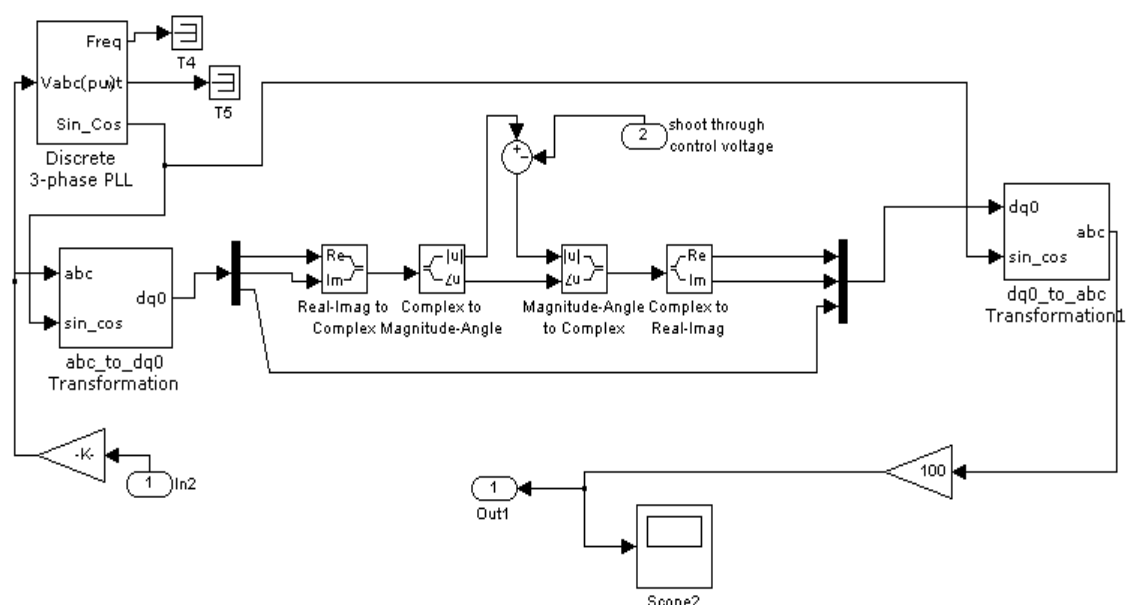 Freq
T4
Vabc(pu)
wt
T5
Sin_Cos
Discrete
3-phase PLL
+
−
2
shoot through
control voltage
abc
dq0
sin_cos
abc_to_dq0
Transformation
Re
Im
Real-Imag to
Complex
|u|
∠u
Complex to
Magnitude-Angle
|u|
∠u
Magnitude-Angle
to Complex
Re
Im
Complex to
Real-Imag
dq0
abc
sin_cos
dq0_to_abc
Transformation1
-K-
1
In2
1
Out1
100
Scope2